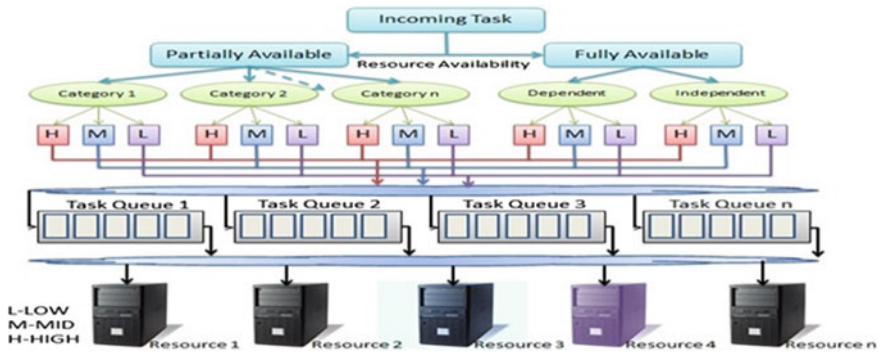 Incoming Task
Partially Available
Fully Available
Resource Availability
Category 1
Category 2
Category n
Dependent
Independent
H M L H M L H M L H M L H M L
Task Queue 1
Task Queue 2
Task Queue 3
Task Queue n
L-LOW
M-MID
H-HIGH
Resource 1
Resource 2
Resource 3
Resource 4
Resource n